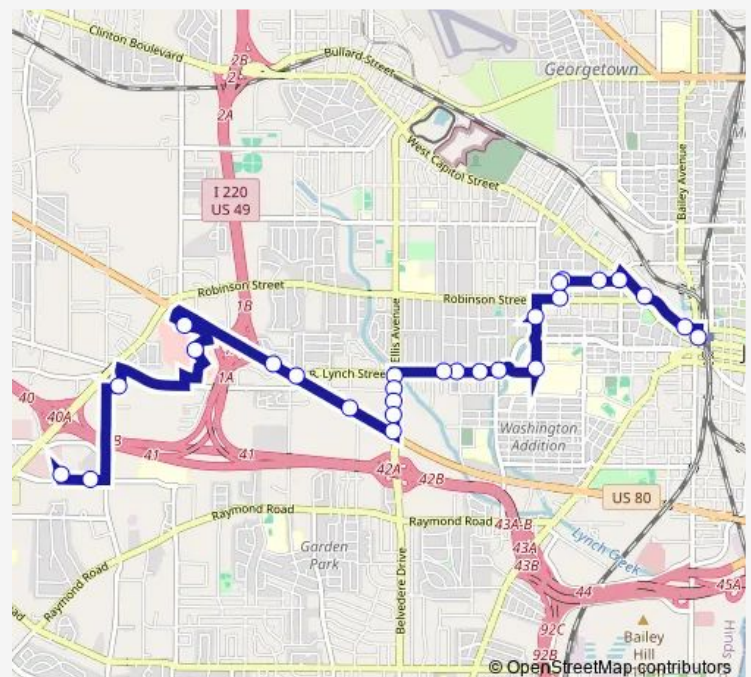 Clinton Boulevard
2B
2
2A
Bullard Street
Georgetown
West Capitol Street
Bailey Avenue
I 220
US 49
Robinson Street
1B
Robinson Stree
Ellis Avenue
R. Lynch Stree
1A
40
40A
B
41
41
Washington
Addition
42A
42B
US 80
Raymond Road
Raymond Road
43A-B
43A
43B
Lynch Creek
Garden
Park
Raymond Road
44
45A
Belvedere Drive
92C
92B
Bailey
Hill
Hinds
© OpenStreetMap contributors